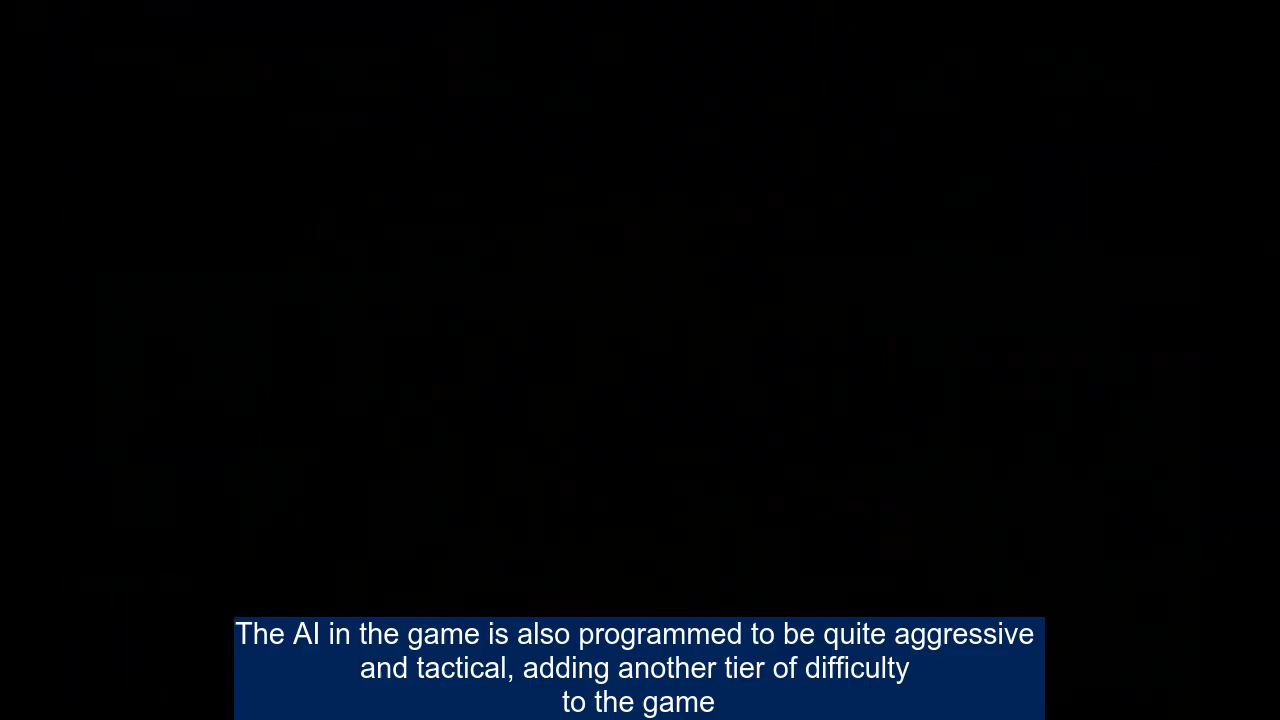 The AI in the game is also programmed to be quite aggressive
and tactical, adding another tier of difficulty
to the game